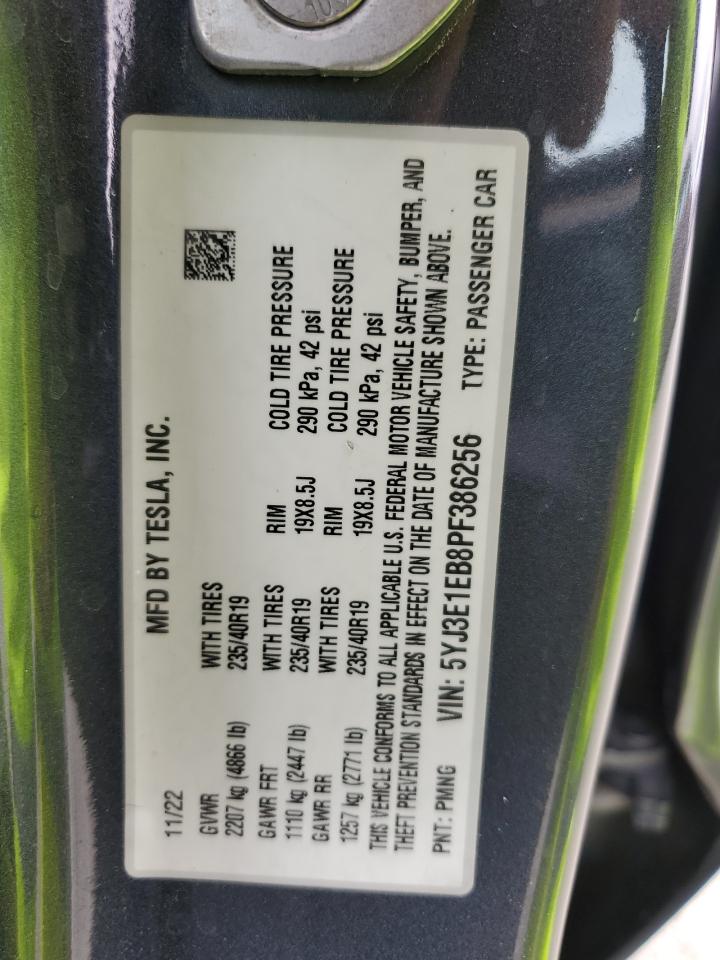 MFD BY TESLA, INC.
11/22
GVWR WITH TIRES
2207 kg (4866 lb) 235/40R19
GAWR FRT WITH TIRES RIM COLD TIRE PRESSURE
1110 kg (2447 lb) 235/40R19 19X8.5J 290 kPa, 42 psi
GAWR RR WITH TIRES RIM COLD TIRE PRESSURE
1257 kg (2771 lb) 235/40R19 19X8.5J 290 kPa, 42 psi
THIS VEHICLE CONFORMS TO ALL APPLICABLE U.S. FEDERAL MOTOR VEHICLE SAFETY, BUMPER, AND
THEFT PREVENTION STANDARDS IN EFFECT ON THE DATE OF MANUFACTURE SHOWN ABOVE.
PNT: PMNG VIN: 5YJ3E1EB8PF386256 TYPE: PASSENGER CAR